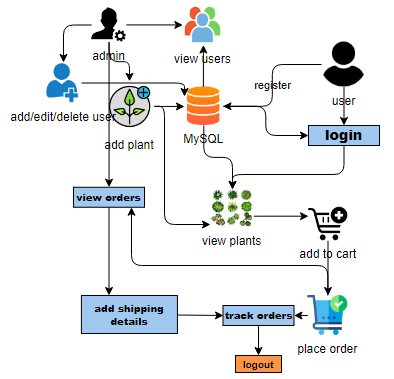 admin
view users
register
user
add/edit/delete user
add plant
MySQL
login
view orders
view plants
add to cart
add shipping
details
track orders
place order
logout